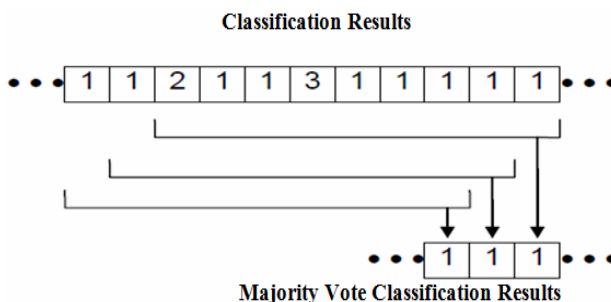 Classification Results
1 1 2 1 1 3 1 1 1 1 1
1 1 1
Majority Vote Classification Results